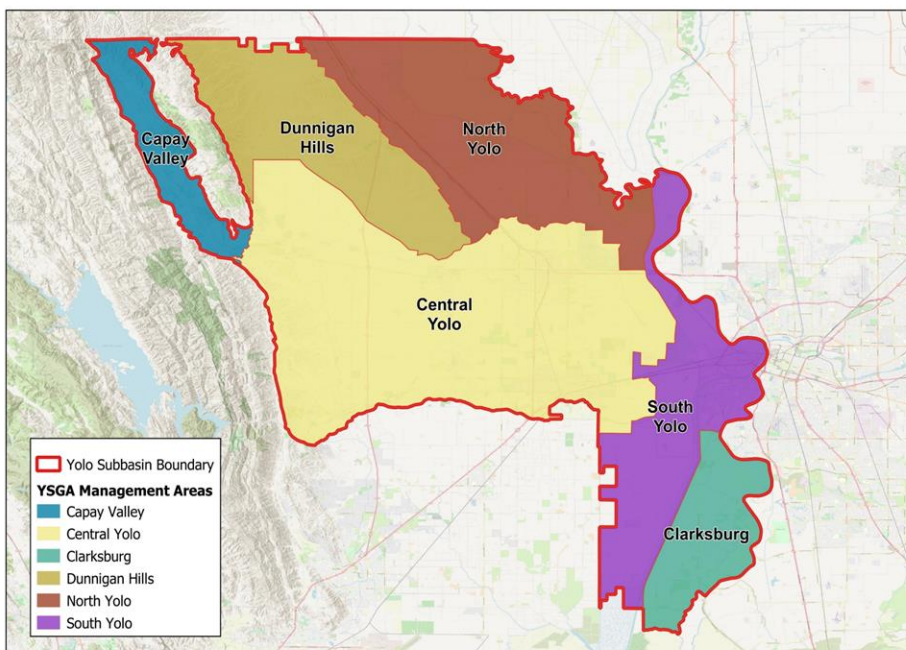 Capay
Valley
Dunnigan
Hills
North
Yolo
Central
Yolo
South
Yolo
Clarksburg
Yolo Subbasin Boundary
YSGA Management Areas
Capay Valley
Central Yolo
Clarksburg
Dunnigan Hills
North Yolo
South Yolo